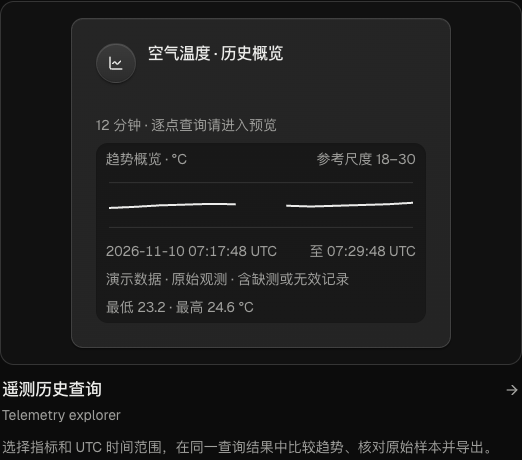 空气温度 · 历史概览
12 分钟 · 逐点查询请进入预览
趋势概览 · °C 参考尺度 18–30
2026-11-10 07:17:48 UTC 至 07:29:48 UTC
演示数据 · 原始观测 · 含缺测或无效记录
最低 23.2 · 最高 24.6 °C
遥测历史查询
Telemetry explorer
选择指标和 UTC 时间范围，在同一查询结果中比较趋势、核对原始样本并导出。